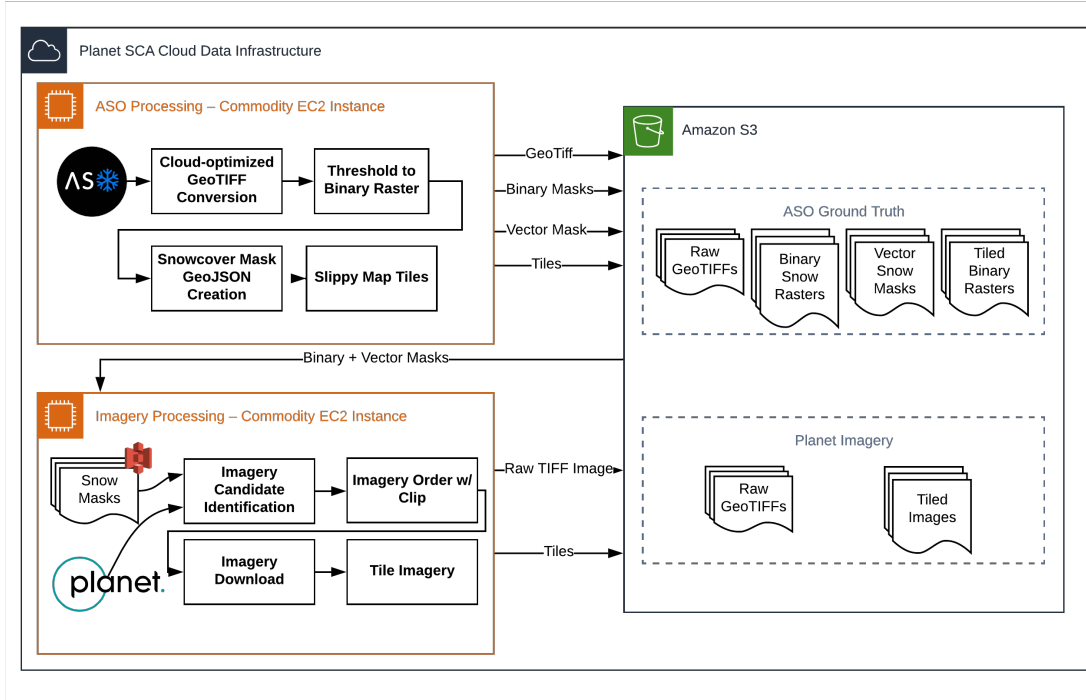 Planet SCA Cloud Data Infrastructure
ASO Processing – Commodity EC2 Instance
ASO
Cloud-optimized
GeoTIFF
Conversion
Threshold to
Binary Raster
Snowcover Mask
GeoJSON
Creation
Slippy Map Tiles
GeoTiff
Binary Masks
Vector Mask
Tiles
Amazon S3
ASO Ground Truth
Raw
GeoTIFFs
Binary
Snow
Rasters
Vector
Snow
Masks
Tiled
Binary
Rasters
Binary + Vector Masks
Imagery Processing – Commodity EC2 Instance
Snow
Masks
planet.
Imagery
Candidate
Identification
Imagery Order w/
Clip
Imagery
Download
Tile Imagery
Raw TIFF Image
Tiles
Planet Imagery
Raw
GeoTIFFs
Tiled
Images